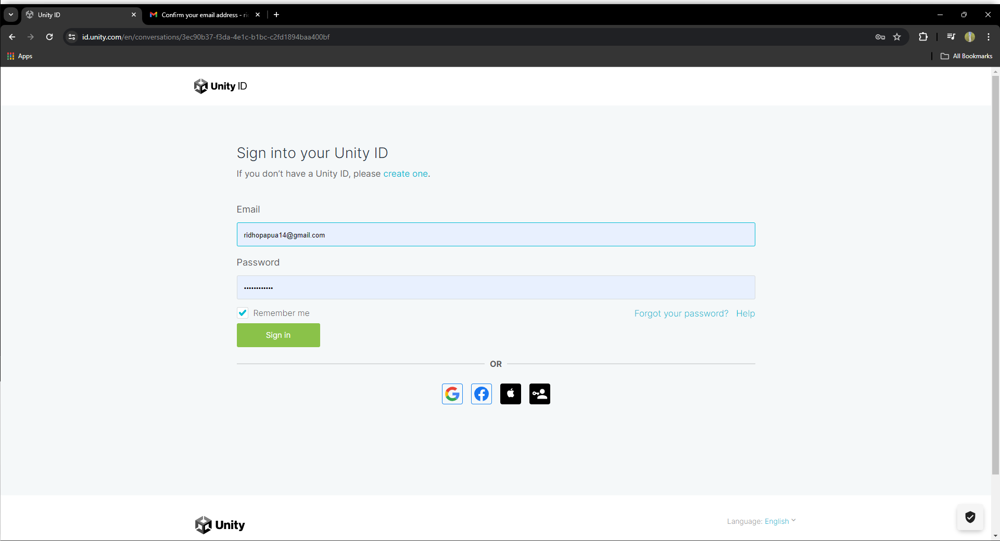 Unity ID
Confirm your email address - ri
id.unity.com/en/conversations/3ec90b37-f3da-4e1c-b1bc-c2fd1894baa400bf
Apps
All Bookmarks
Unity ID
Sign into your Unity ID
If you don't have a Unity ID, please create one.
Email
ridhopapua14@gmail.com
Password
••••••••••••
Remember me
Forgot your password? Help
Sign in
OR
Unity
Language: English